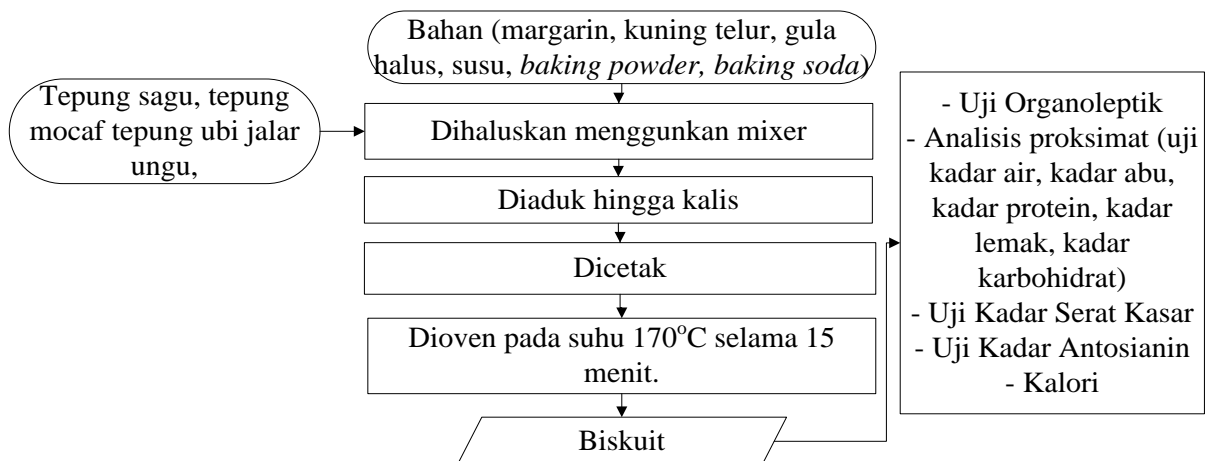 Bahan (margarin, kuning telur, gula
halus, susu, baking powder, baking soda)
Tepung sagu, tepung
mocaf tepung ubi jalar
ungu,
Dihaluskan menggunkan mixer
Diaduk hingga kalis
Dicetak
Dioven pada suhu 170°C selama 15
menit.
Biskuit
- Uji Organoleptik
- Analisis proksimat (uji
kadar air, kadar abu,
kadar protein, kadar
lemak, kadar
karbohidrat)
- Uji Kadar Serat Kasar
- Uji Kadar Antosianin
- Kalori